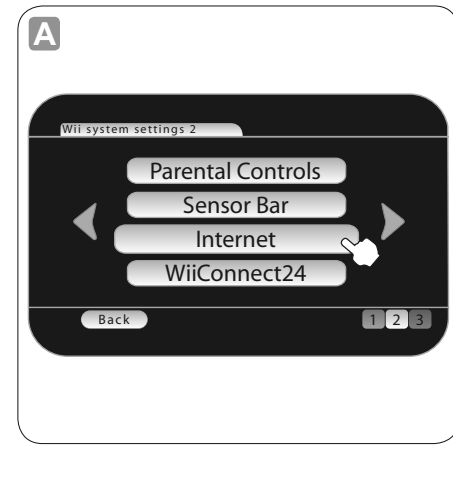 A
Wii system settings 2
Parental Controls
Sensor Bar
Internet
WiiConnect24
Back
1 2 3